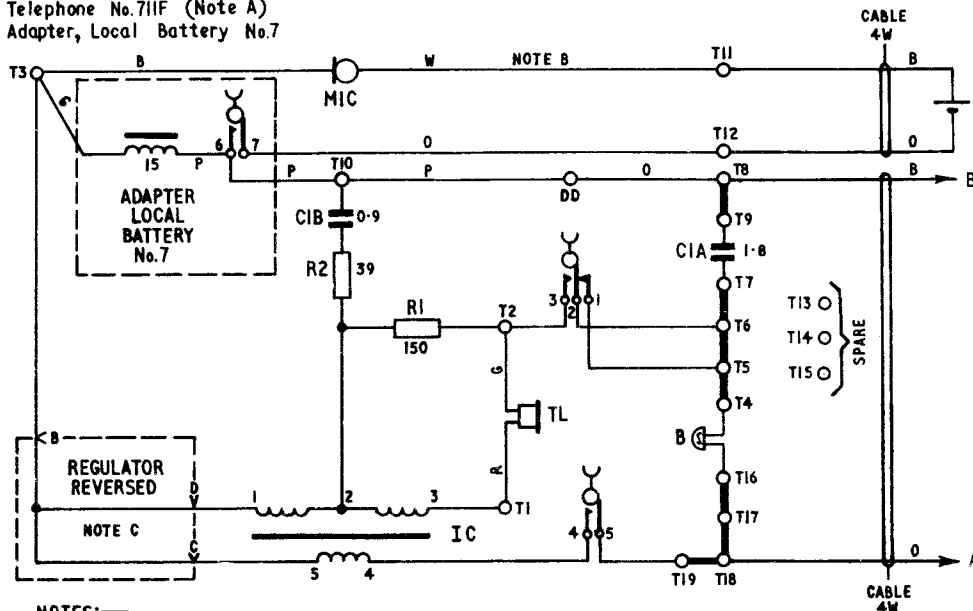 Telephone No.711F (Note A)
Adapter, Local Battery No.7
CABLE
4W
T3
B
MIC
W
NOTE B
T11
B
G
15
P
6
7
O
T12
O
P
T10
P
DD
O
T8
B
B
ADAPTER
LOCAL
BATTERY
No.7
C1B
0·9
T9
C1A
1·8
R2
39
T7
3
2
1
T13
T14
T15
SPARE
R1
150
T2
T6
T5
G
TL
T4
B
B
REGULATOR
REVERSED
D
R
T16
1
2
3
T1
T17
NOTE C
IC
4
5
C
5
4
T19
T18
O
A
CABLE
4W
NOTES:—